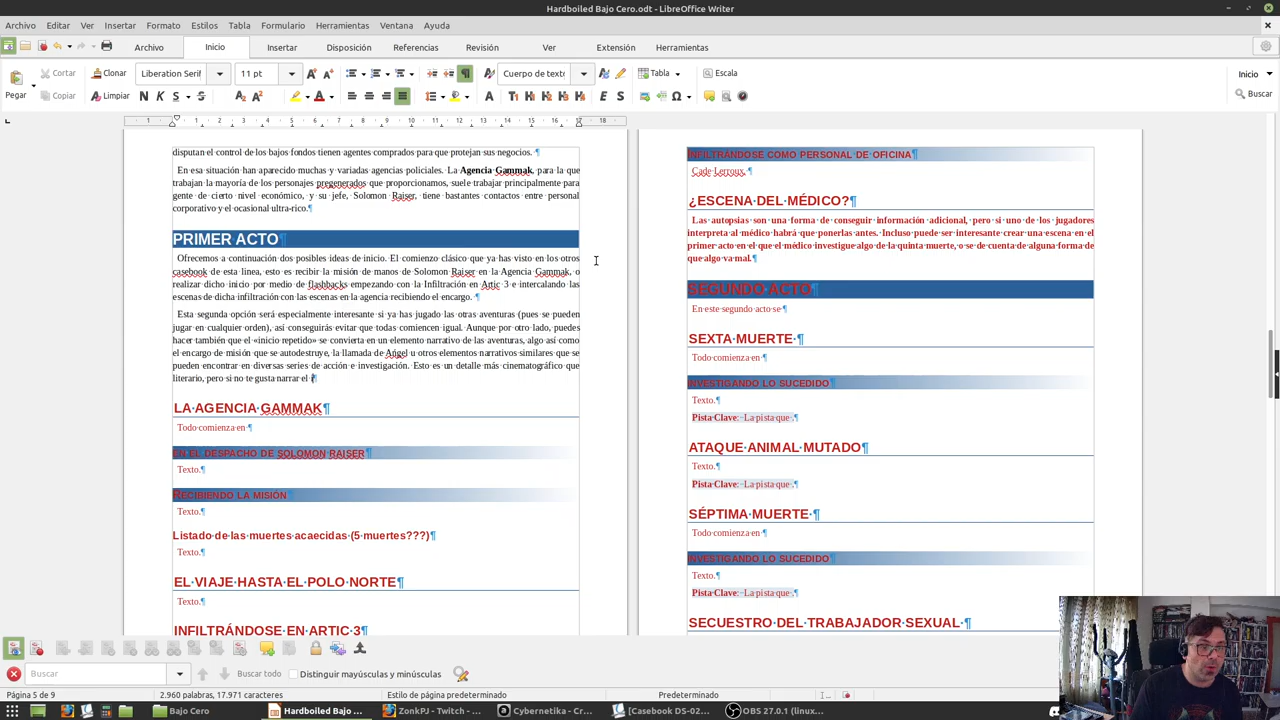 Hardboiled Bajo Cero.odt - LibreOffice Writer
Archivo Editar Ver Insertar Formato Estilos Tabla Formulario Herramientas Ventana Ayuda
Archivo Inicio Insertar Disposición Referencias Revisión Ver Extensión Herramientas
Pegar Cortar Clonar Liberation Serif 11 pt Cuerpo de texto Tabla Escala Inicio
Copiar Limpiar Buscar
disputan el control de los bajos fondos tienen agentes comprados para que protejan sus negocios. ¶
En esa situación han aparecido muchas y variadas agencias policiales. La Agencia Gammak, para la que
trabajan la mayoría de los personajes pregenerados que proporcionamos, suele trabajar principalmente para
gente de cierto nivel económico, y su jefe, Solomon Raiser, tiene bastantes contactos entre personal
corporativo y el ocasional ultra-rico.¶
PRIMER ACTO¶
Ofrecemos a continuación dos posibles ideas de inicio. El comienzo clásico que ya has visto en los otros
casebook de esta línea, esto es recibir la misión de manos de Solomon Raiser en la Agencia Gammak, o
realizar dicho inicio por medio de flashbacks empezando con la Infiltración en Artic 3 e intercalando las
escenas de dicha infiltración con las escenas en la agencia recibiendo el encargo. ¶
Esta segunda opción será especialmente interesante si ya has jugado las otras aventuras (pues se pueden
jugar en cualquier orden), así conseguirás evitar que todas comiencen igual. Aunque por otro lado, puedes
hacer también que el «inicio repetido» se convierta en un elemento narrativo de las aventuras, algo así como
el encargo de misión que se autodestruye, la llamada de Ángel u otros elementos narrativos similares que se
pueden encontrar en diversas series de acción e investigación. Esto es un detalle más cinematográfico que
literario, pero si no te gusta narrar el i¶
LA AGENCIA GAMMAK¶
Todo comienza en ¶
EN EL DESPACHO DE SOLOMON RAISER¶
Texto.¶
RECIBIENDO LA MISIÓN¶
Texto.¶
Listado de las muertes acaecidas (5 muertes???)¶
Texto.¶
EL VIAJE HASTA EL POLO NORTE¶
Texto.¶
INFILTRÁNDOSE EN ARTIC 3¶
INFILTRÁNDOSE COMO PERSONAL DE OFICINA¶
Cade Lerroux. ¶
¿ESCENA DEL MÉDICO?¶
Las autopsias son una forma de conseguir información adicional, pero si uno de los jugadores
interpreta al médico habrá que ponerlas antes. Incluso puede ser interesante crear una escena en el
primer acto en el que el médico investigue algo de la quinta muerte, o se de cuenta de alguna forma de
que algo va mal.¶
SEGUNDO ACTO¶
En este segundo acto se ¶
SEXTA MUERTE ¶
Todo comienza en ¶
INVESTIGANDO LO SUCEDIDO¶
Texto.¶
Pista Clave: La pista que .¶
ATAQUE ANIMAL MUTADO¶
Texto.¶
Pista Clave: La pista que .¶
SÉPTIMA MUERTE ¶
Todo comienza en ¶
INVESTIGANDO LO SUCEDIDO¶
Texto.¶
Pista Clave: La pista que .¶
SECUESTRO DEL TRABAJADOR SEXUAL ¶
Buscar Buscar todo Distinguir mayúsculas y minúsculas
Página 5 de 9 2.960 palabras, 17.971 caracteres Estilo de página predeterminado Predeterminado
Bajo Cero Hardboiled Bajo ... ZonkPJ - Twitch - ... Cybernetika - Cr... [Casebook DS-02... OBS 27.0.1 (linux...